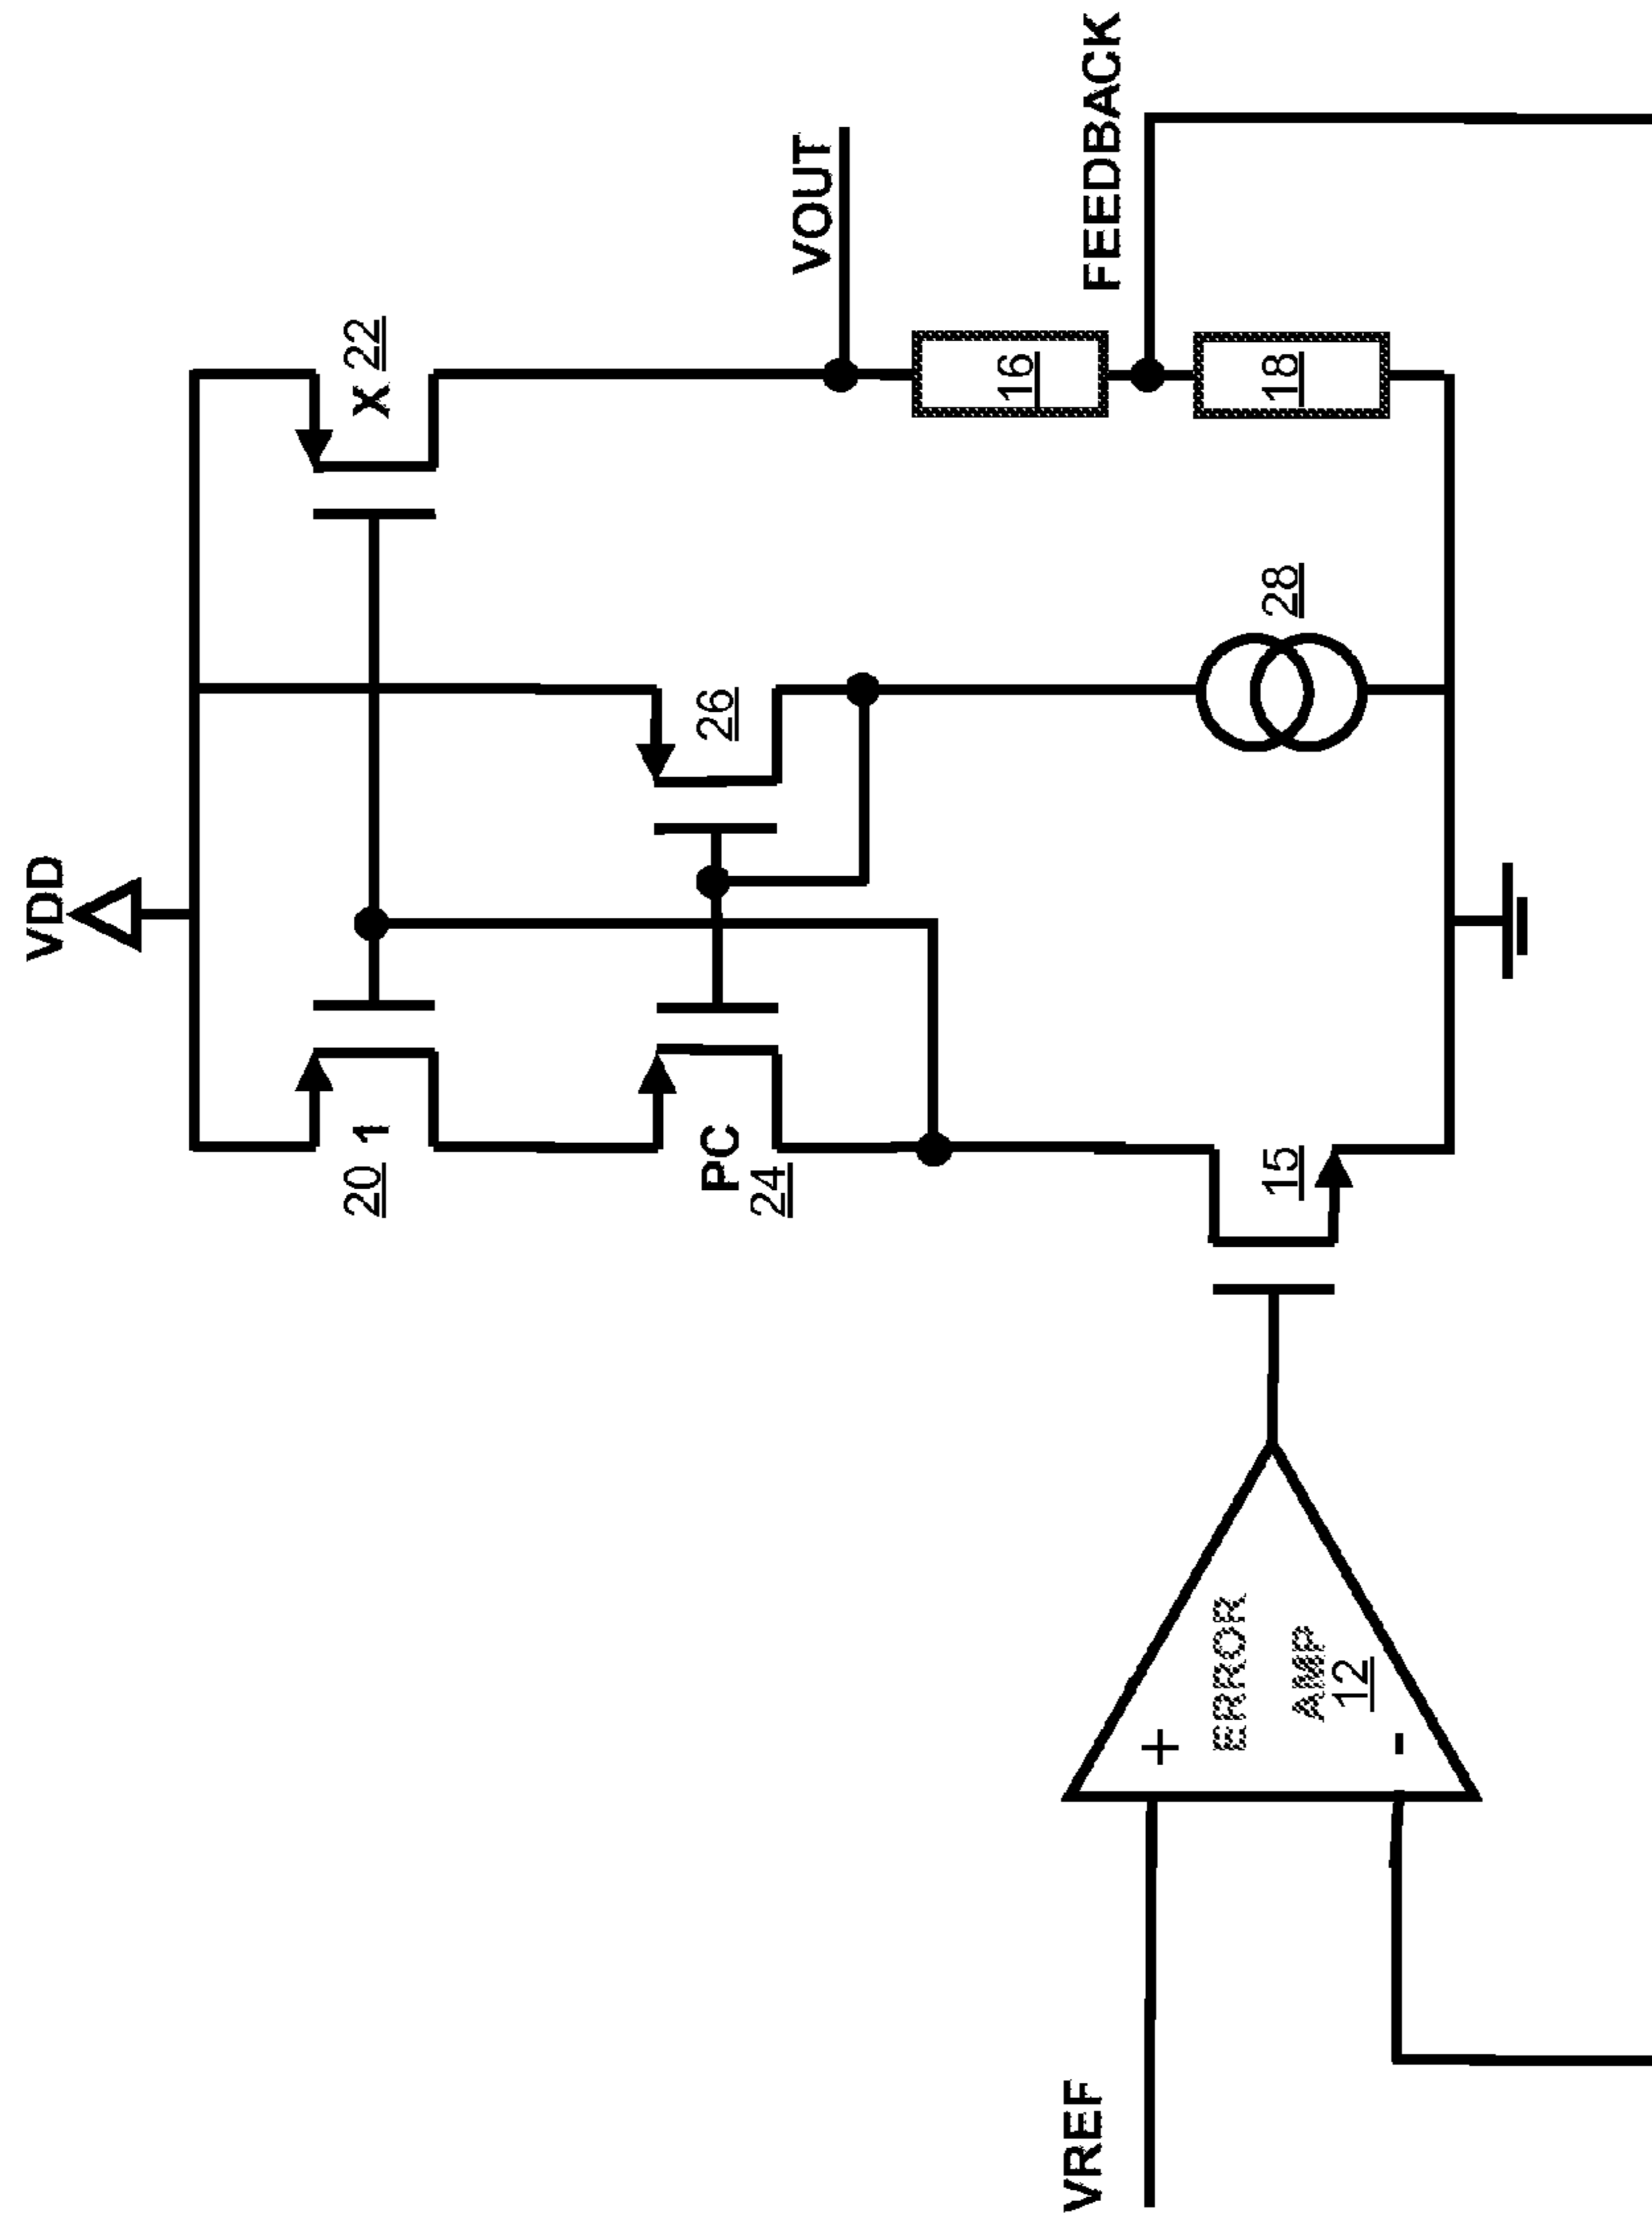 VDD
20 1
X 22
PC
24
26
VOUT
16
FEEDBACK
18
28
15
VREF
+
ERROR
AMP
12
-